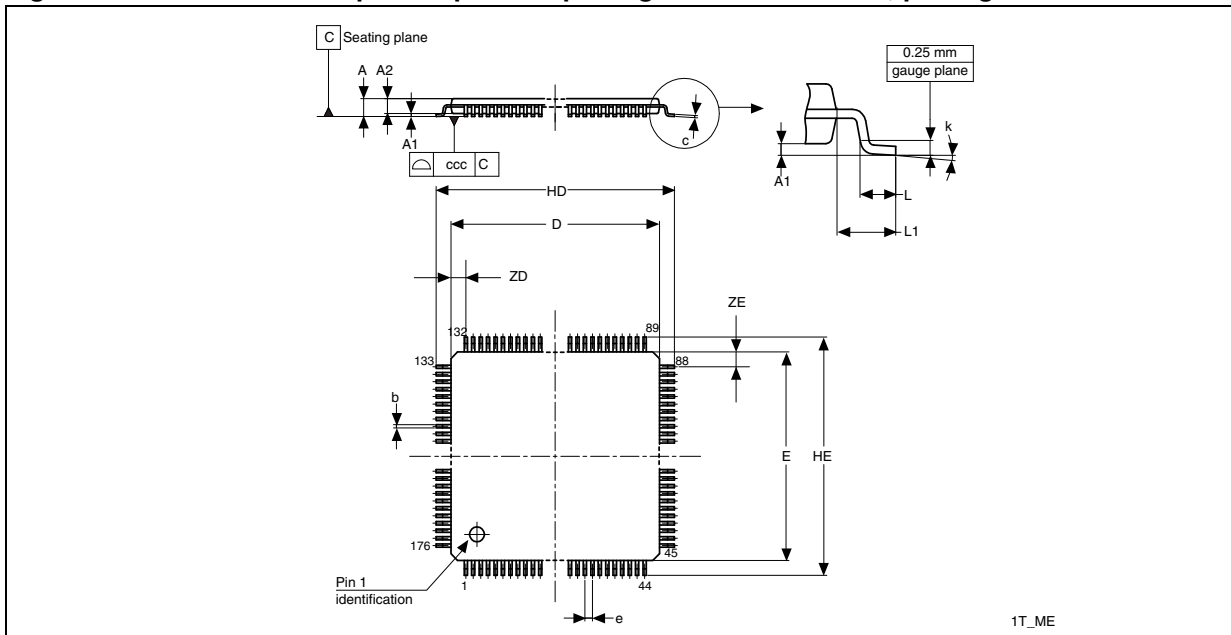 C Seating plane
A A2
0.25 mm
gauge plane
k
c
A1
A1
ccc C
L
L1
HD
D
ZD
ZE
132
89
133
88
b
E
HE
176
45
Pin 1
identification
1
44
e
1T_ME